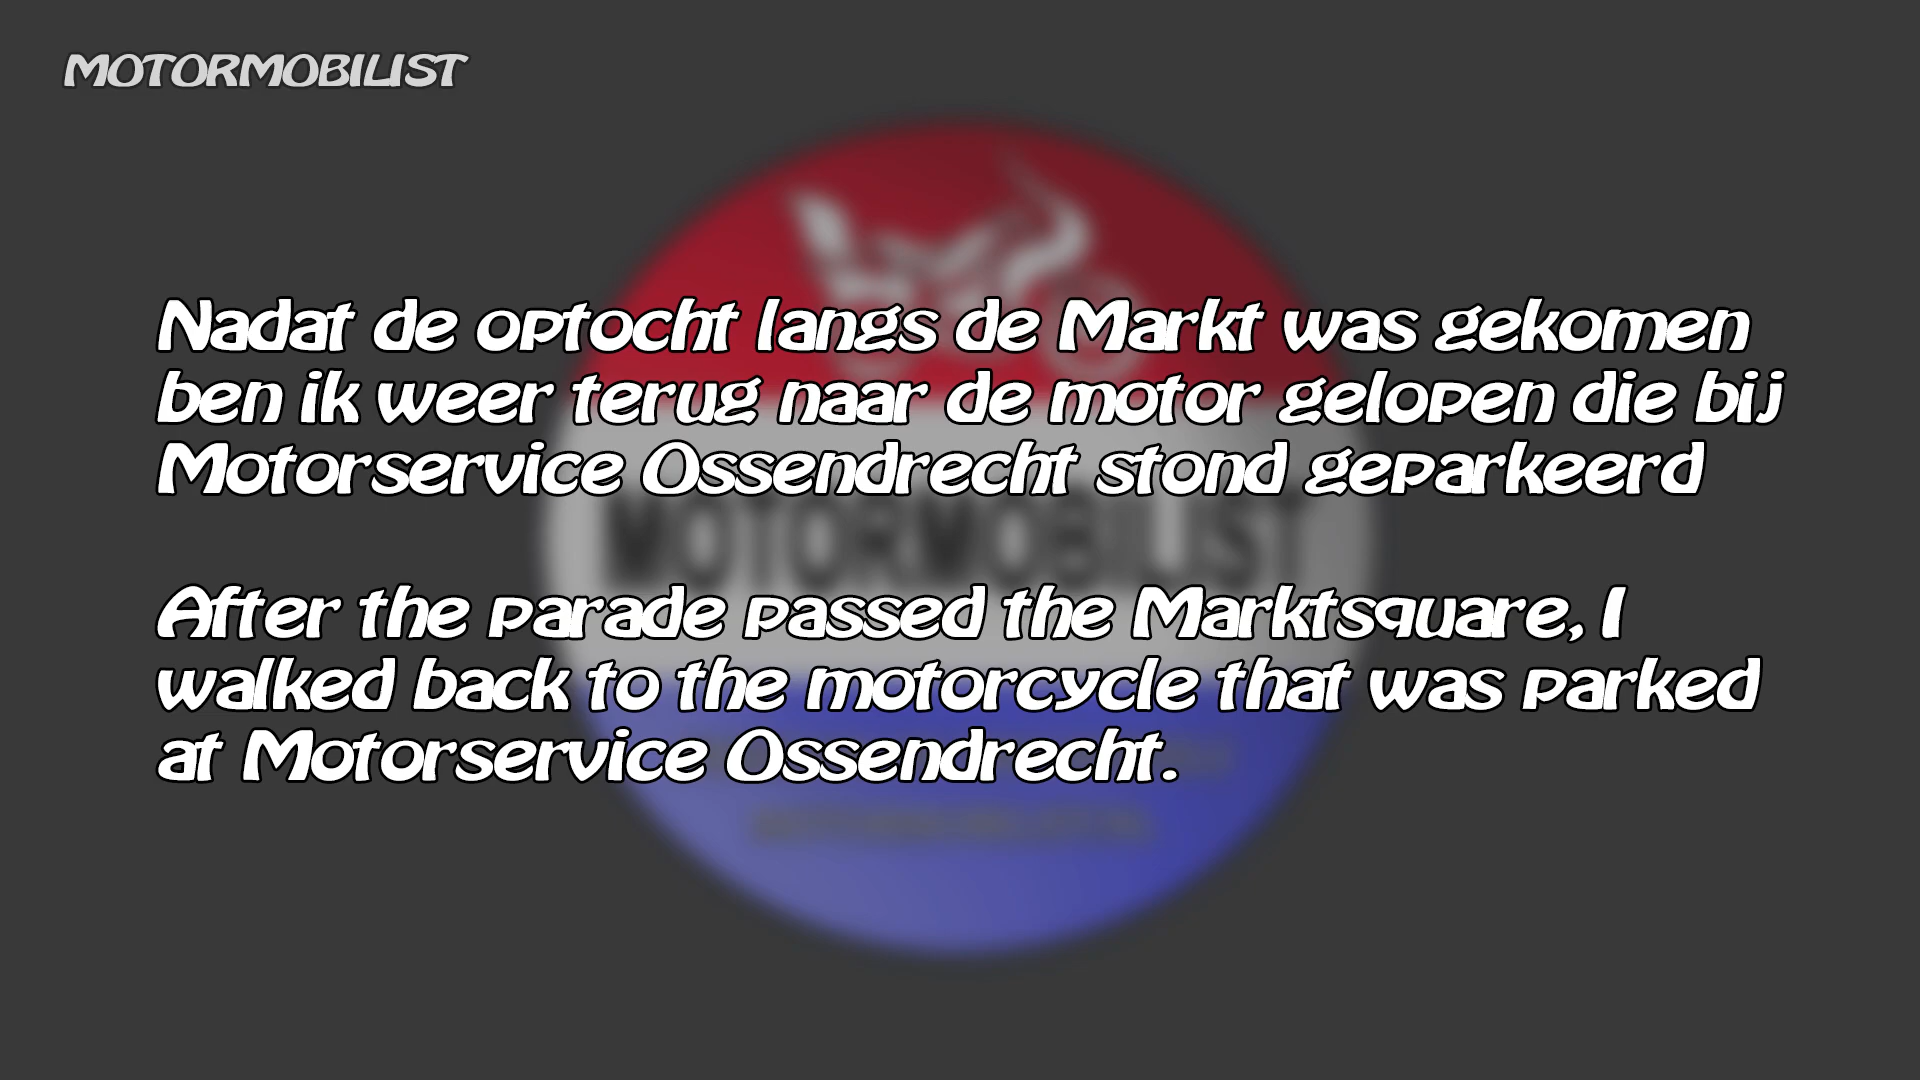 MOTORMOBILIST
Nadat de optocht langs de Markt was gekomen
ben ik weer terug naar de motor gelopen die bij
Motorservice Ossendrecht stond geparkeerd
MOTORMOBILIST
After the parade passed the Marktsquare, I
walked back to the motorcycle that was parked
at Motorservice Ossendrecht.